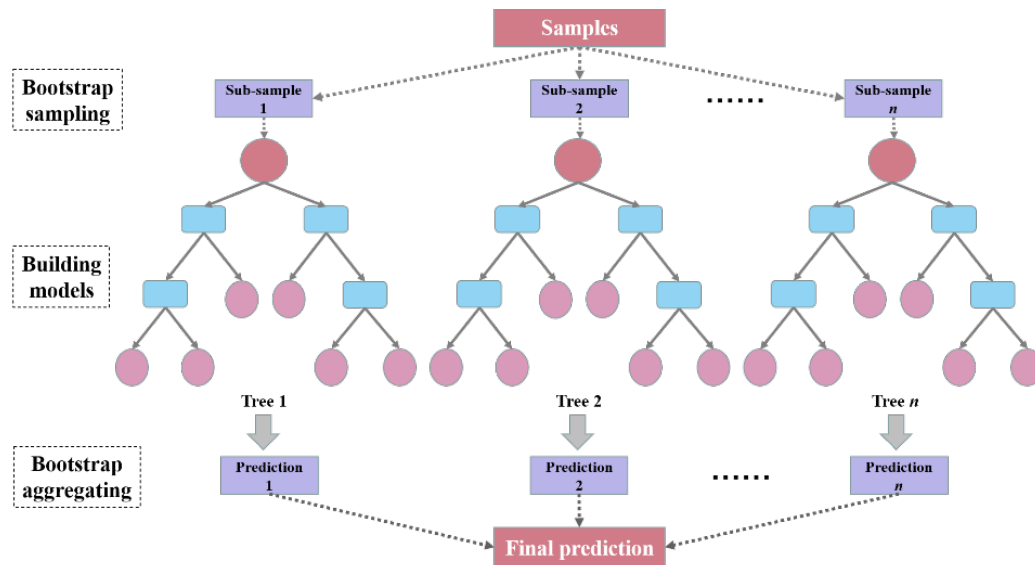 Samples
Bootstrap
sampling
Sub-sample
1
Sub-sample
2
......
Sub-sample
n
Building
models
Tree 1
Tree 2
Tree n
Bootstrap
aggregating
Prediction
1
Prediction
2
......
Prediction
n
Final prediction